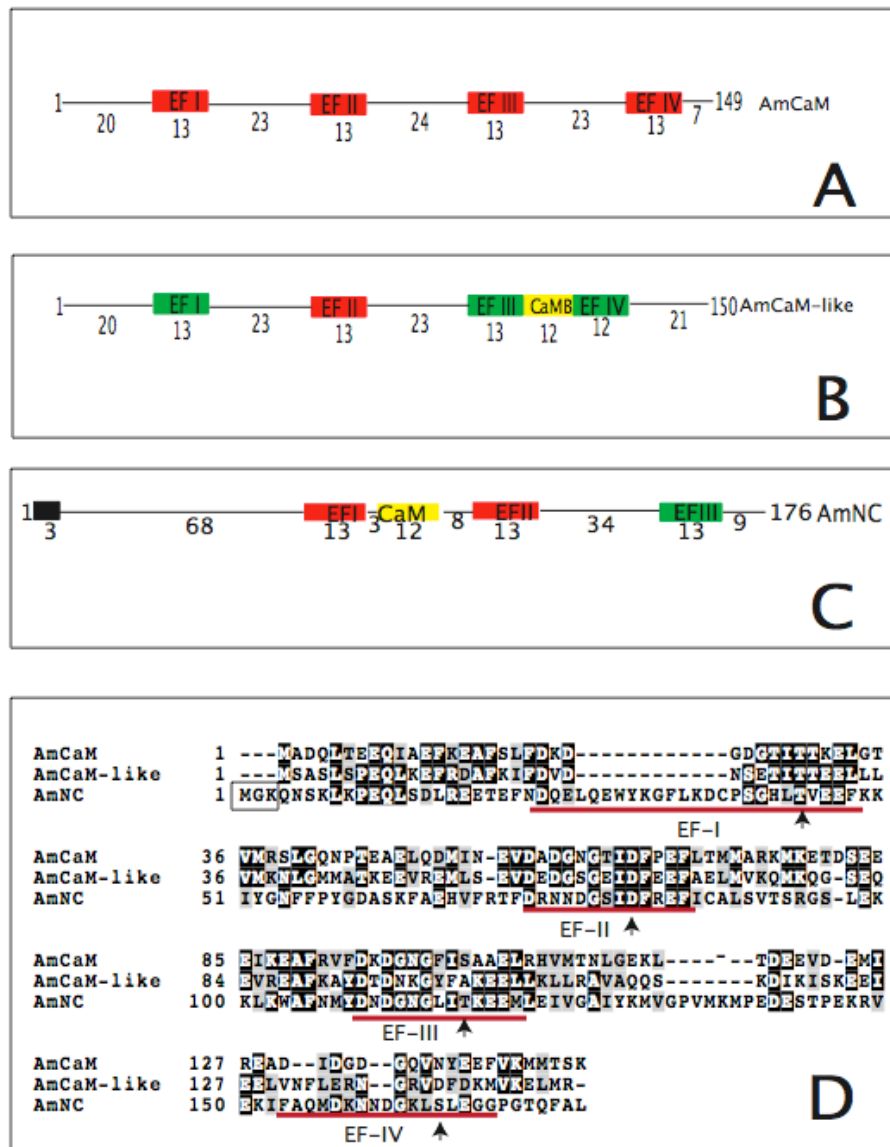 1 EF I EF II EF III EF IV 149 AmCaM
20 13 23 13 24 13 23 13 7
A
1 EF I EF II EF III CaMB EF IV 150 AmCaM-like
20 13 23 13 23 13 12 12 21
B
1 EFI CaM EFII EFIII 176 AmNC
3 68 13 3 12 8 13 34 13 9
C
AmCaM 1 ---MADQLTEEQIAEFKEAFSLFDKD------------GDGTITTKELGT
AmCaM-like 1 ---MSASLSPEQLKEFRDAFKIFDVD------------NSETITTEELLL
AmNC 1 MGKQNSKLKPEQLSDLREETEFNDQELQEWYKGFLKDCPSGHLTVEEFKK
EF-I
AmCaM 36 VMRSLGQNPTEAELQDMIN-EVDADGNGTIDFPEFLTMMARKMKETDSEE
AmCaM-like 36 VMKNLGMMATKEEVREMLS-EVDEDGSGEIDFEEFAELMVKQMKQG-SEQ
AmNC 51 IYGNFFPYGDASKFAEHVFRTFDRNNDGSIDFREFICALSVTSRGS-LEK
EF-II
AmCaM 85 EIKEAFRVFDKDGNGFISAAELRHVMTNLGEKL------TDEEVD-EMI
AmCaM-like 84 EVREAFKAYDTDNKGYFAKEELLKLLRAVAQQS------KDIKISKEEI
AmNC 100 KLKWAFNMYDNDGNGLITKEEMLEIVGAIYKMVGPVMKMPEDESTPEKRV
EF-III
AmCaM 127 READ--IDGD--GQVNYEEFVKMMTSK
AmCaM-like 127 EELVNFLERN--GRVDFDKMVKELMR-
AmNC 150 EKIFAQMDKNNDGKLSLEGGPGTQFAL
EF-IV
D